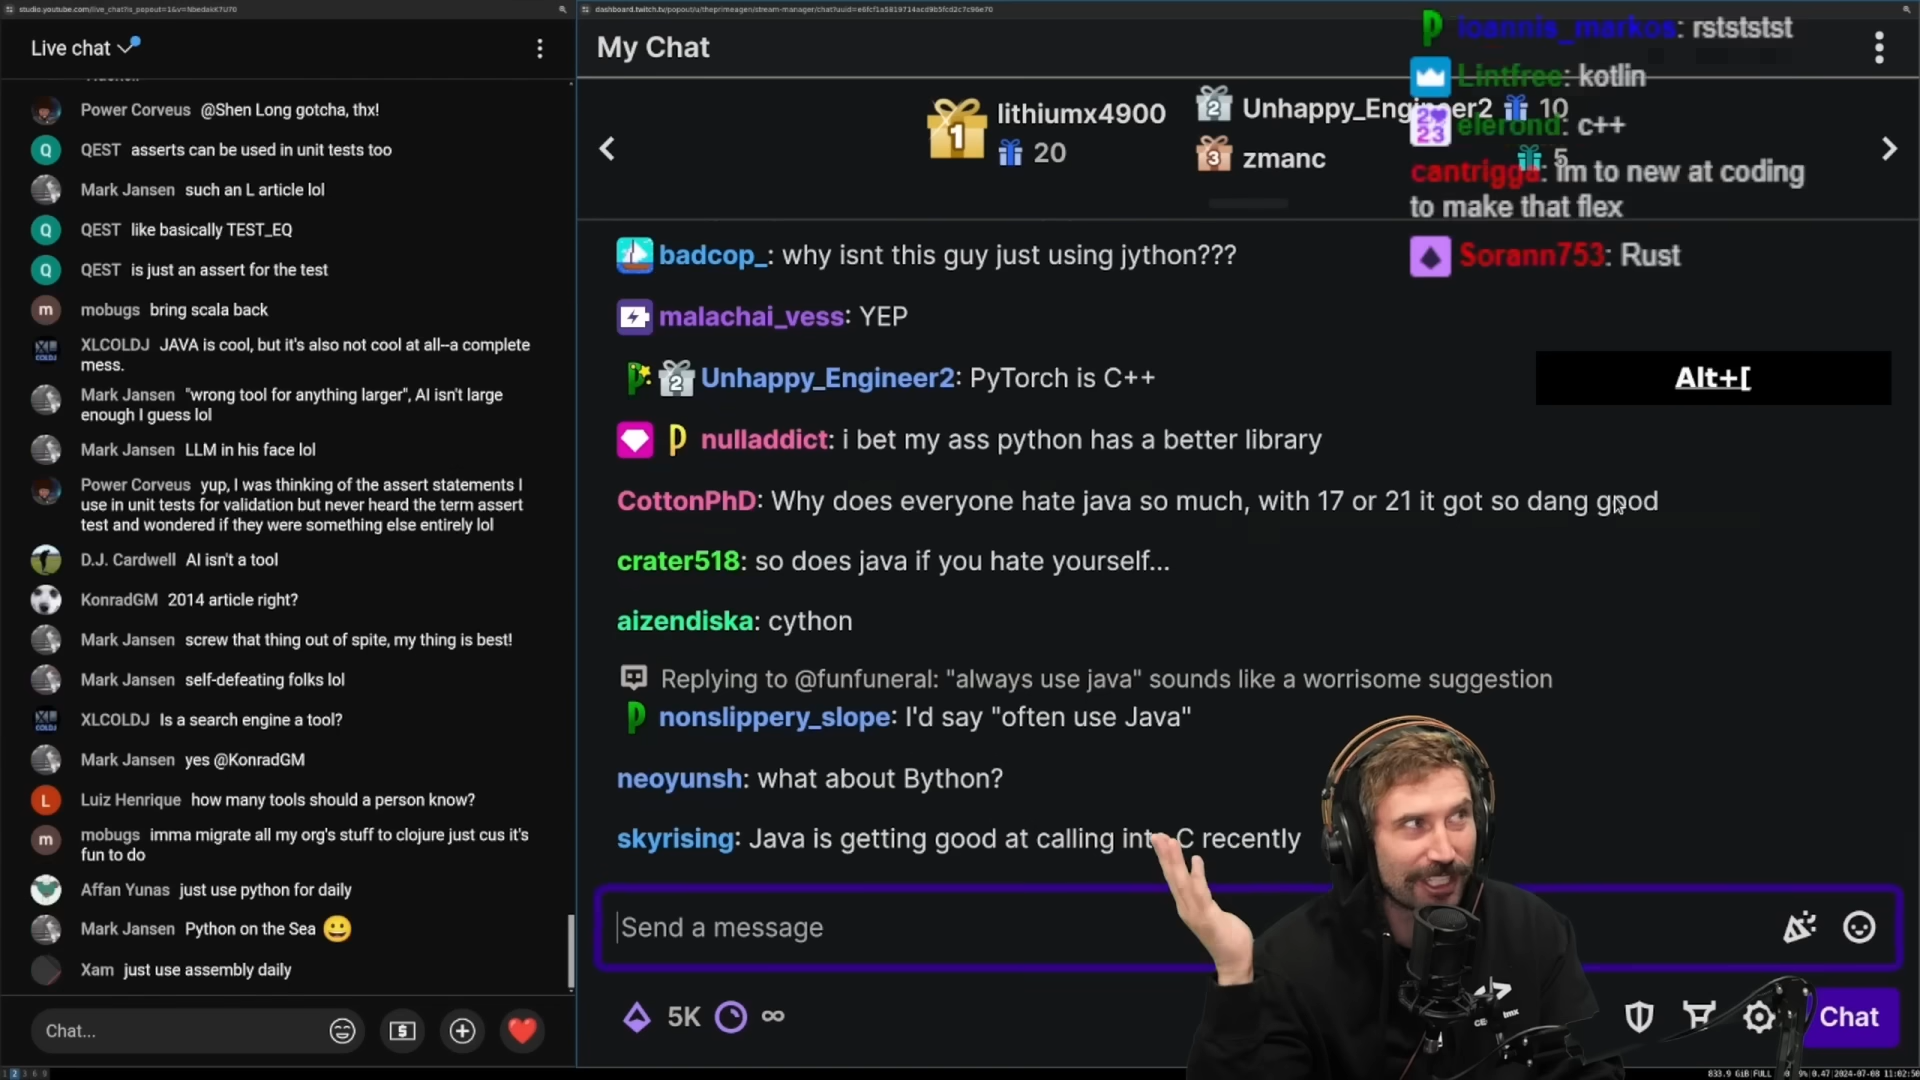 studio.youtube.com/live_chat?is_popout=1&v=NbedakK7U70
Live chat
Power Corveus @Shen Long gotcha, thx!
QEST asserts can be used in unit tests too
Mark Jansen such an L article lol
QEST like basically TEST_EQ
QEST is just an assert for the test
mobugs bring scala back
XLCOLDJ JAVA is cool, but it's also not cool at all--a complete
mess.
Mark Jansen "wrong tool for anything larger", AI isn't large
enough I guess lol
Mark Jansen LLM in his face lol
Power Corveus yup, I was thinking of the assert statements I
use in unit tests for validation but never heard the term assert
test and wondered if they were something else entirely lol
D.J. Cardwell AI isn't a tool
KonradGM 2014 article right?
Mark Jansen screw that thing out of spite, my thing is best!
Mark Jansen self-defeating folks lol
XLCOLDJ Is a search engine a tool?
Mark Jansen yes @KonradGM
Luiz Henrique how many tools should a person know?
mobugs imma migrate all my org's stuff to clojure just cus it's
fun to do
Affan Yunas just use python for daily
Mark Jansen Python on the Sea 😀
Xam just use assembly daily
Chat...
My Chat
1 lithiumx4900
20
2 Unhappy_Engineer2 10
3 zmanc 5
badcop_: why isnt this guy just using jython???
malachai_vess: YEP
2 Unhappy_Engineer2: PyTorch is C++
nulladdict: i bet my ass python has a better library
CottonPhD: Why does everyone hate java so much, with 17 or 21 it got so dang good
crater518: so does java if you hate yourself...
aizendiska: cython
Replying to @funfuneral: "always use java" sounds like a worrisome suggestion
nonslippery_slope: I'd say "often use Java"
neoyunsh: what about Bython?
skyrising: Java is getting good at calling into C recently
Send a message
5K ∞
Chat
ioannis_markos: rstststst
Lintfree: kotlin
elerond: c++
cantrigga: im to new at coding
to make that flex
Sorann753: Rust
Alt+[
2024-07-08 11:02:50